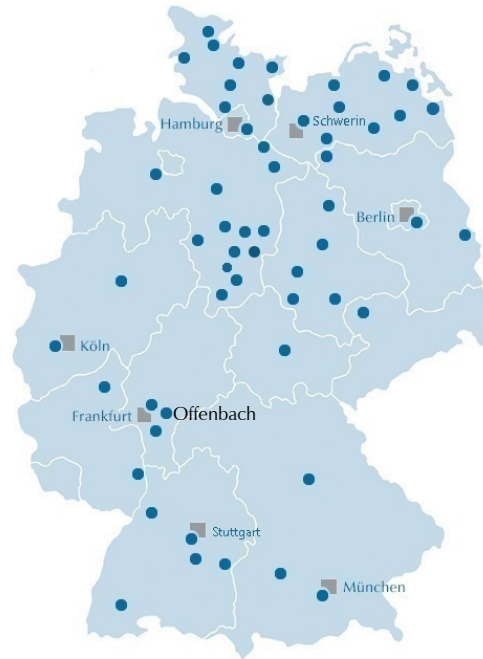 Hamburg
Schwerin
Berlin
Köln
Frankfurt
Offenbach
Stuttgart
München